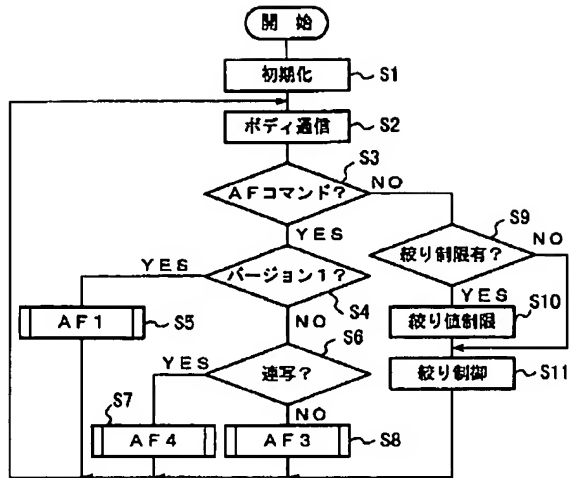 開 始
初期化 S1
ボディ通信 S2
S3
AFコマンド? NO
YES
S9
絞り制限有? NO
YES
バージョン1?
S4
YES
S10
AF1 S5
NO
絞り値制限
S6
YES
連写?
絞り制御 S11
S7
NO
AF4
AF3 S8